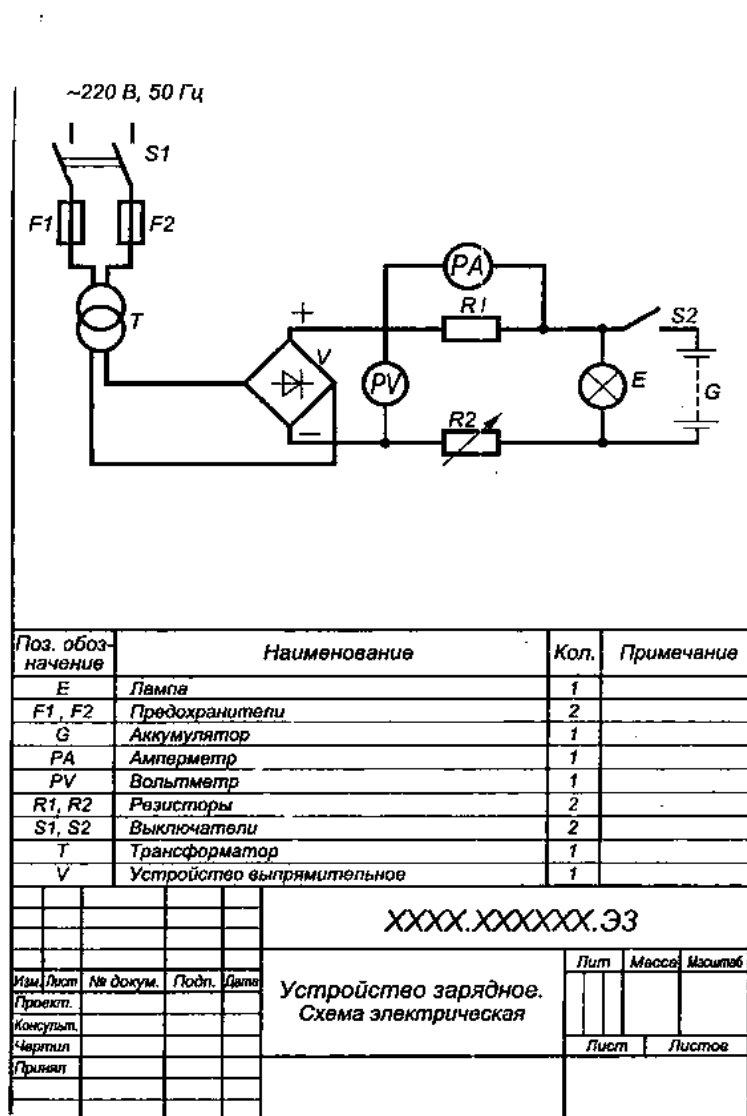 ~220 В, 50 Гц
S1
F1 F2
T
PA
R1
+
V
S2
PV
E
G
R2
−
Поз. обоз-
начение Наименование Кол. Примечание
E Лампа 1
F1, F2 Предохранители 2
G Аккумулятор 1
PA Амперметр 1
PV Вольтметр 1
R1, R2 Резисторы 2
S1, S2 Выключатели 2
T Трансформатор 1
V Устройство выпрямительное 1
XXXX.XXXXXX.ЭЗ
Лит Масса Масштаб
Изм. Лист № докум. Подп. Дата
Устройство зарядное.
Схема электрическая
Проект.
Консульт.
Чертил
Лист Листов
Принял